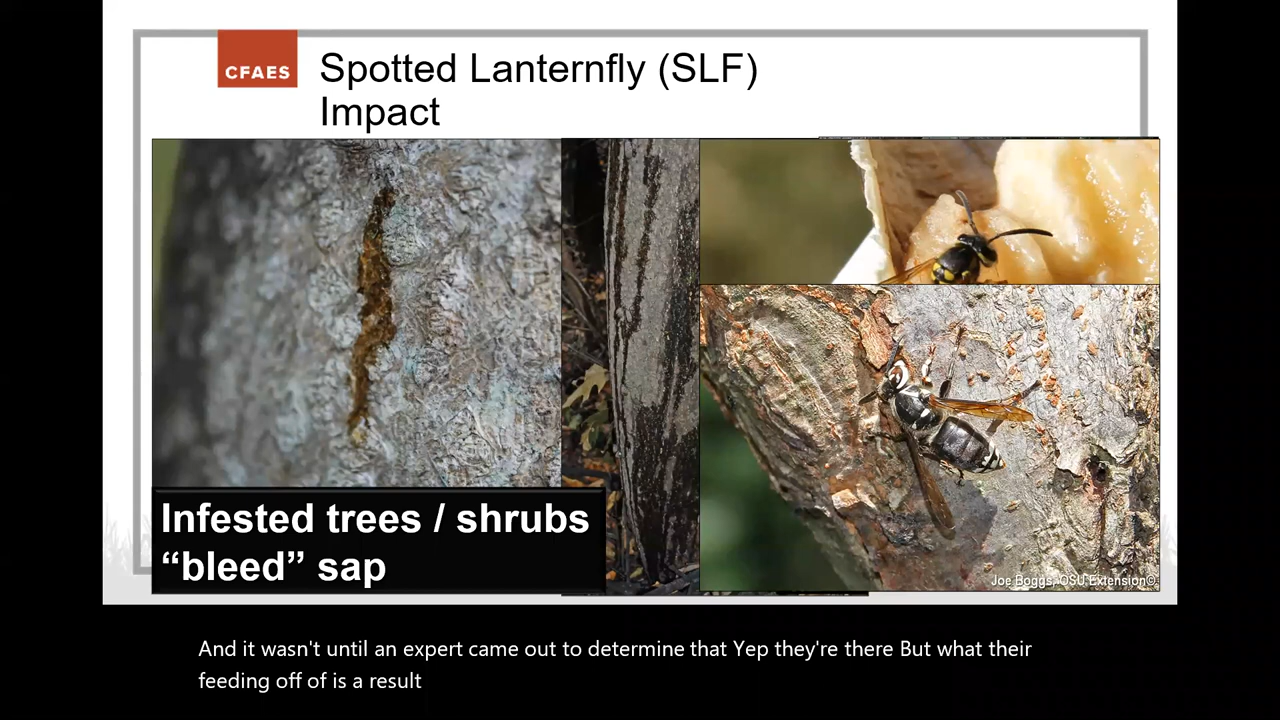 CFAES
Spotted Lanternfly (SLF)
Impact
Infested trees / shrubs
“bleed” sap
Joe Boggs, OSU Extension©
And it wasn't until an expert came out to determine that Yep they're there But what their
feeding off of is a result